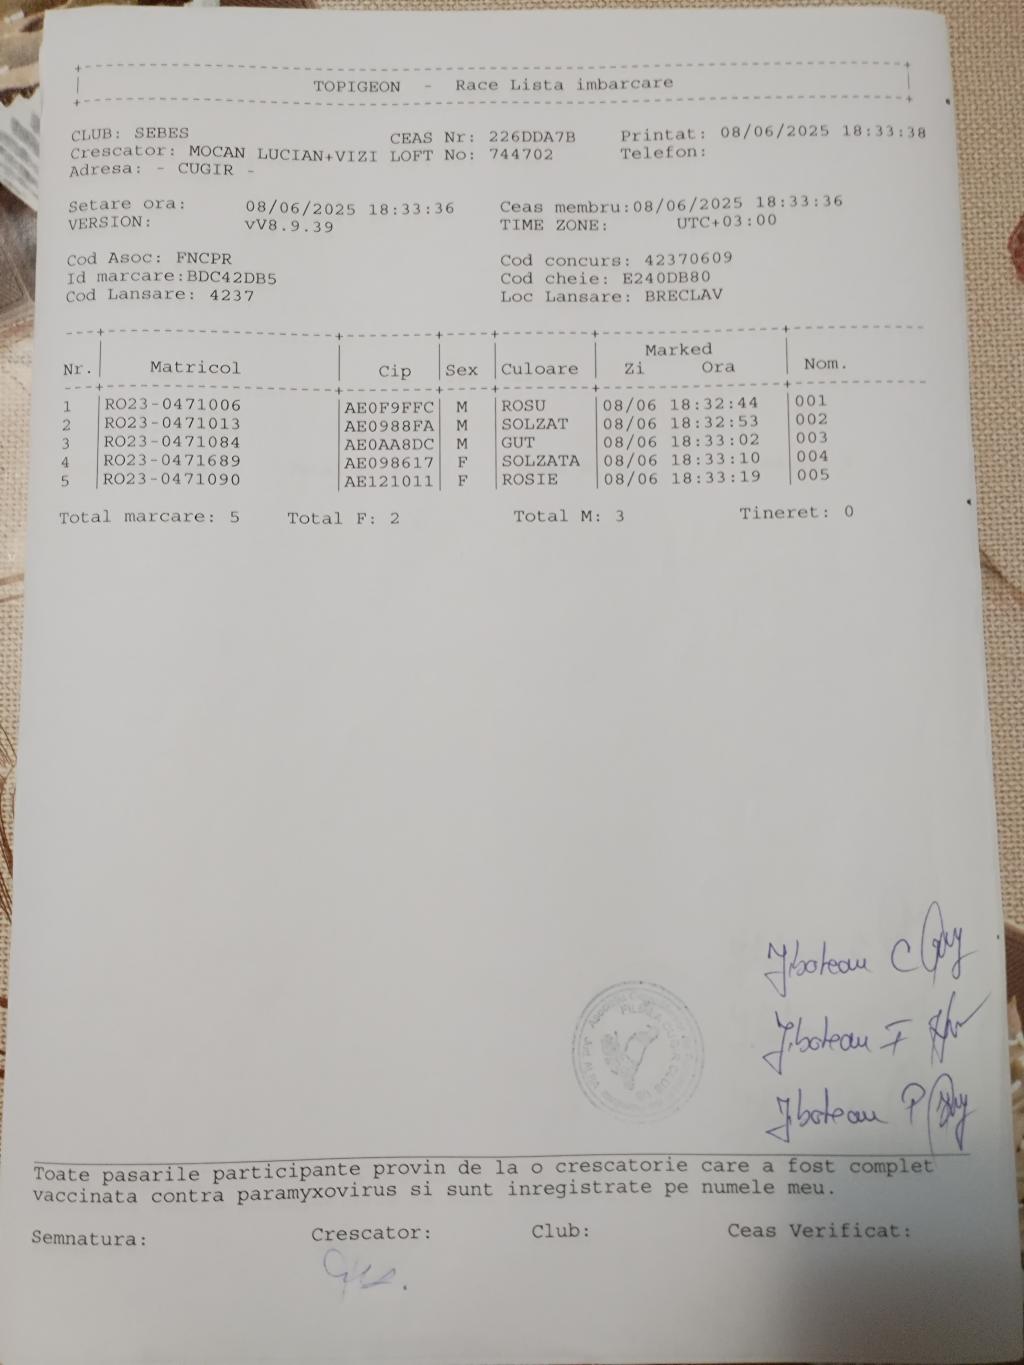 TOPIGEON - Race Lista imbarcare
CLUB: SEBES CEAS Nr: 226DDA7B Printat: 08/06/2025 18:33:38
Crescator: MOCAN LUCIAN+VIZI LOFT No: 744702 Telefon:
Adresa: - CUGIR -
Setare ora: 08/06/2025 18:33:36 Ceas membru:08/06/2025 18:33:36
VERSION: vV8.9.39 TIME ZONE: UTC+03:00
Cod Asoc: FNCPR Cod concurs: 42370609
Id marcare:BDC42DB5 Cod cheie: E240DB80
Cod Lansare: 4237 Loc Lansare: BRECLAV
Marked
Nr. Matricol Cip Sex Culoare Zi Ora Nom.
1 RO23-0471006 AE0F9FFC M ROSU 08/06 18:32:44 001
2 RO23-0471013 AE0988FA M SOLZAT 08/06 18:32:53 002
3 RO23-0471084 AE0AA8DC M GUT 08/06 18:33:02 003
4 RO23-0471689 AE098617 F SOLZATA 08/06 18:33:10 004
5 RO23-0471090 AE121011 F ROSIE 08/06 18:33:19 005
Total marcare: 5 Total F: 2 Total M: 3 Tineret: 0
Toate pasarile participante provin de la o crescatorie care a fost complet
vaccinata contra paramyxovirus si sunt inregistrate pe numele meu.
Semnatura: Crescator: Club: Ceas Verificat: